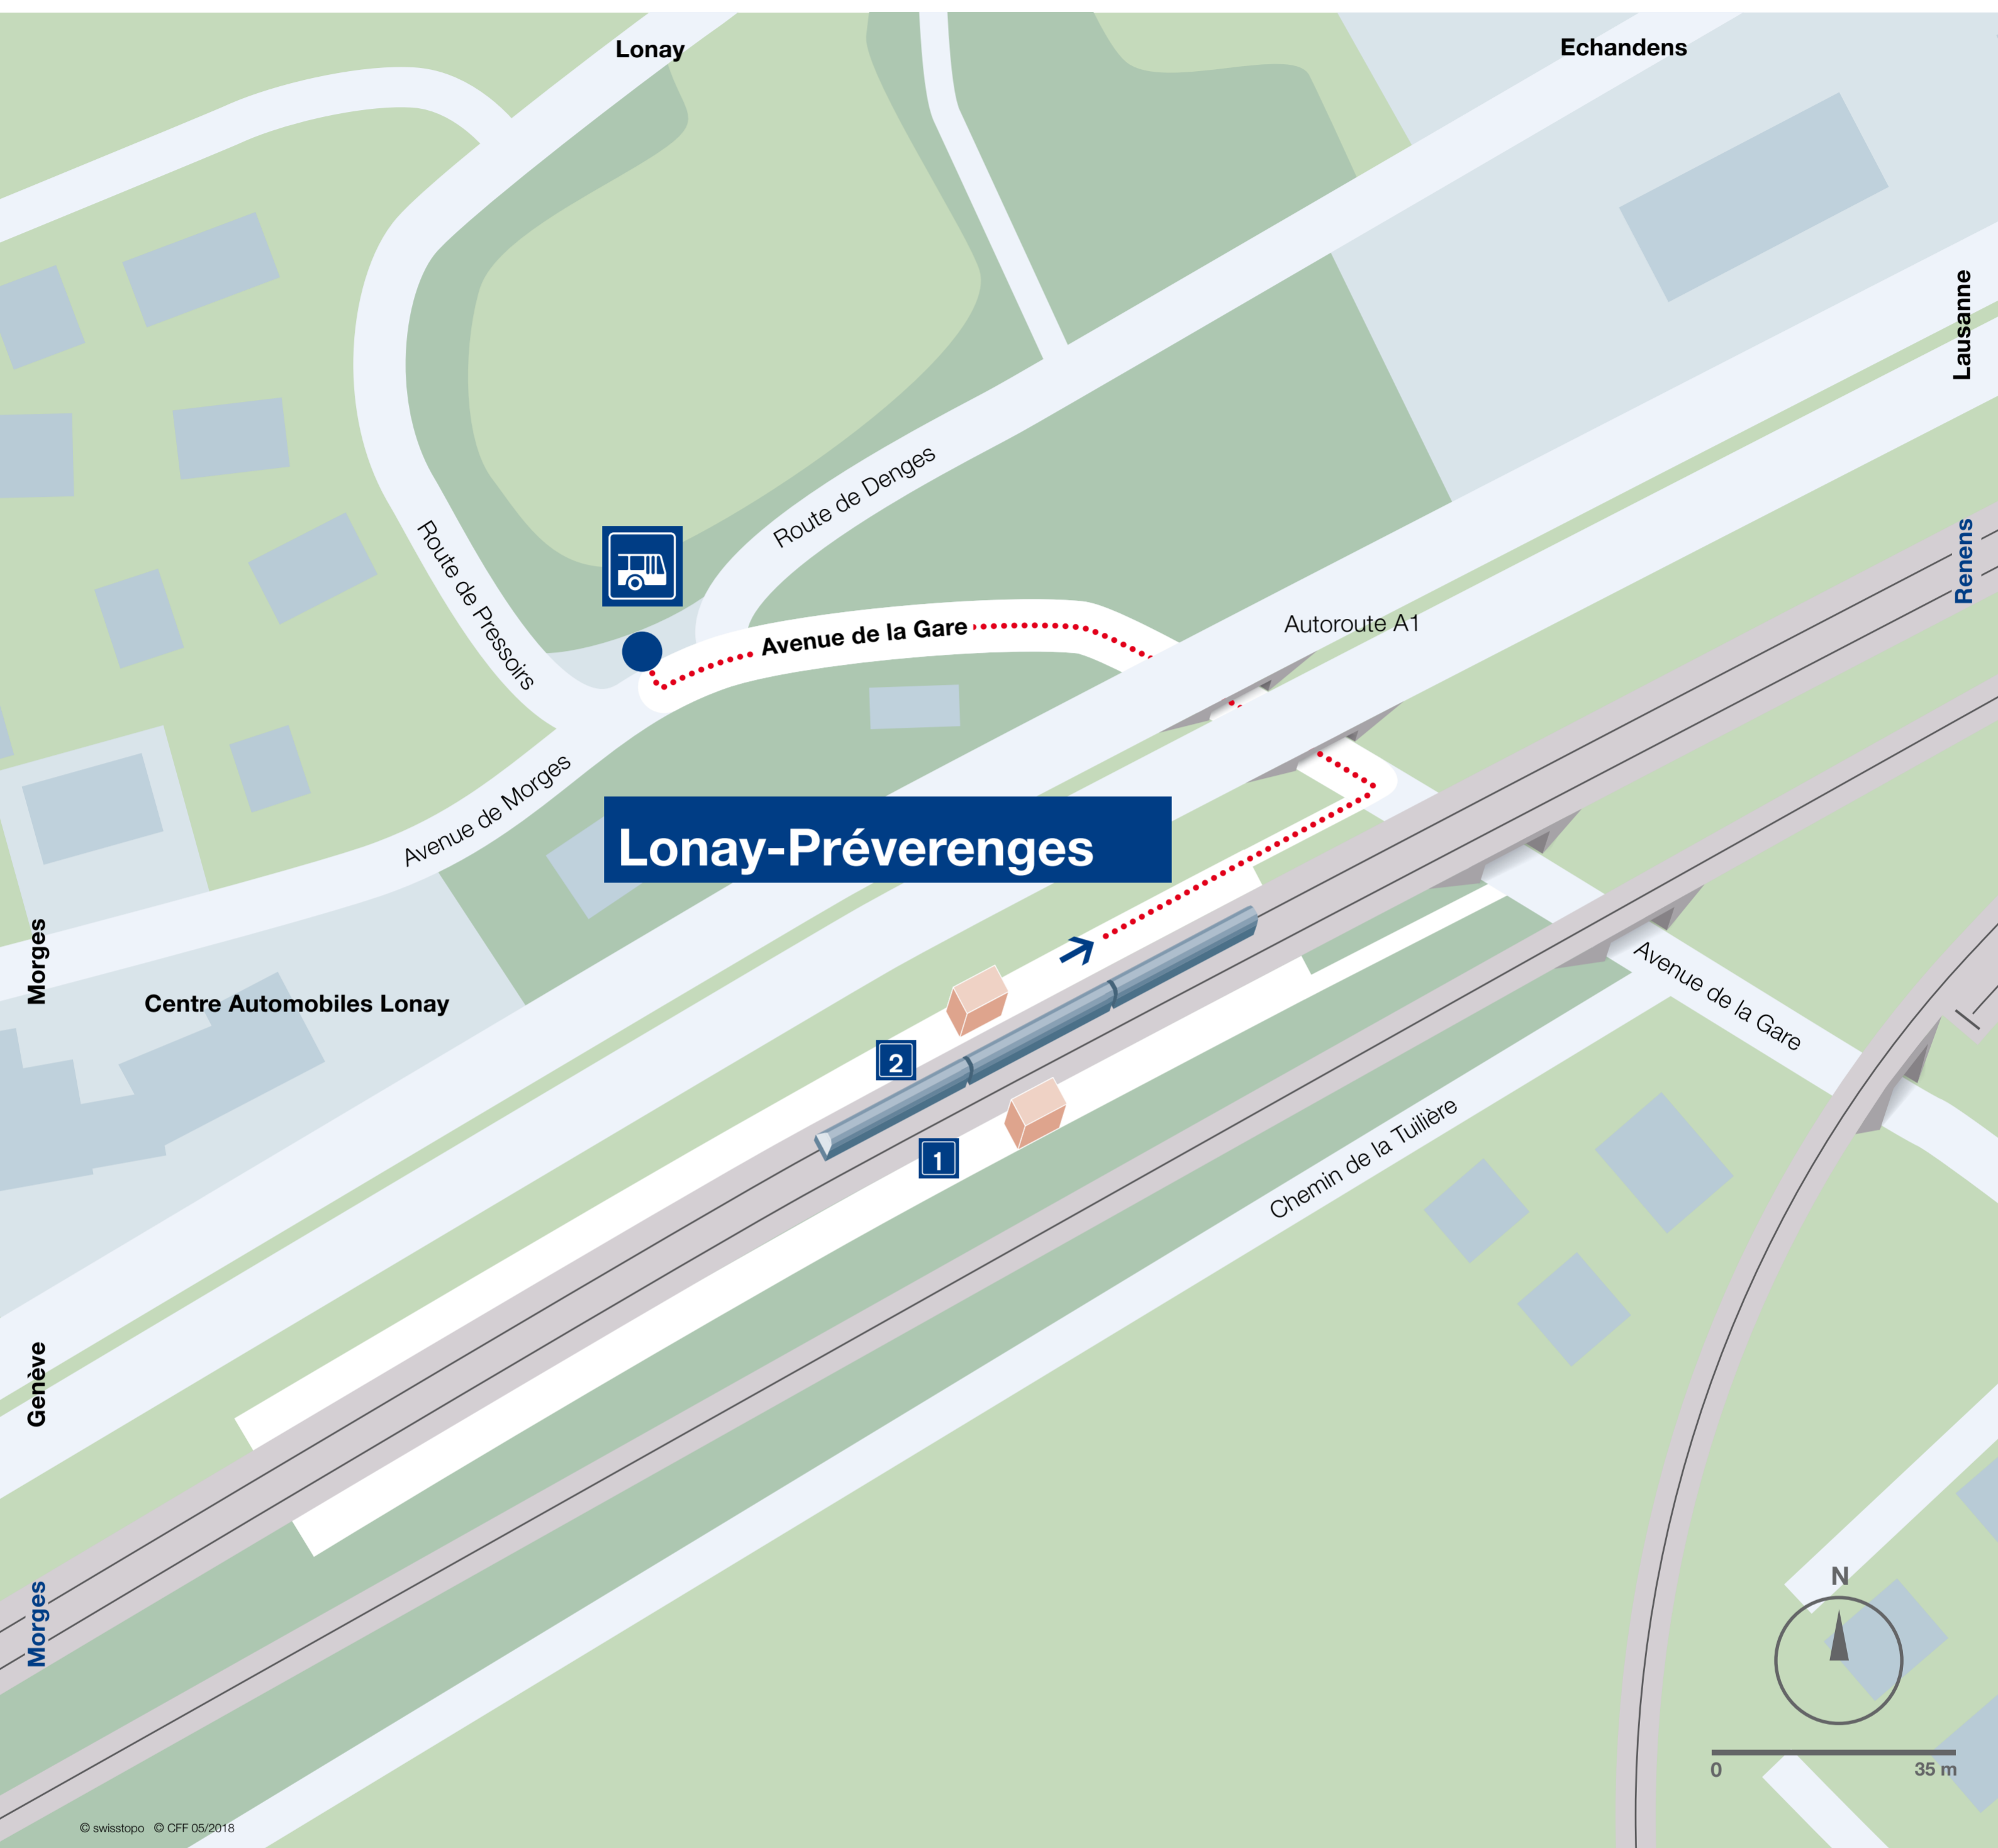 Lonay
Echandens
Lausanne
Route de Denges
Route de Pressoirs
Renens
Avenue de la Gare
Autoroute A1
Avenue de Morges
Lonay-Préverenges
Morges
Centre Automobiles Lonay
Avenue de la Gare
2
1
Chemin de la Tuilière
Genève
Morges
N
0 35 m
© swisstopo © CFF 05/2018